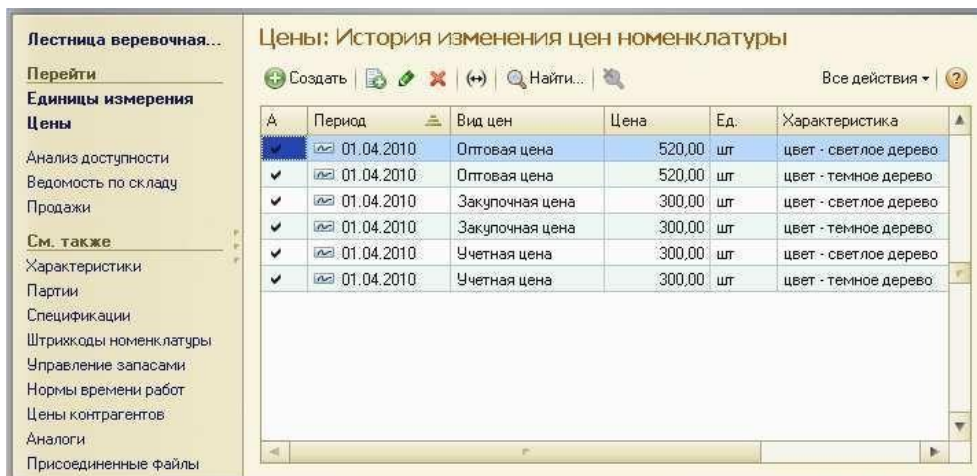 Лестница веревочная...
Перейти
Единицы измерения
Цены
Анализ доступности
Ведомость по складу
Продажи
См. также
Характеристики
Партии
Спецификации
Штрихкоды номенклатуры
Управление запасами
Нормы времени работ
Цены контрагентов
Аналоги
Присоединенные файлы
Цены: История изменения цен номенклатуры
Создать Найти... Все действия
А Период Вид цен Цена Ед. Характеристика
01.04.2010 Оптовая цена 520,00 шт цвет - светлое дерево
01.04.2010 Оптовая цена 520,00 шт цвет - темное дерево
01.04.2010 Закупочная цена 300,00 шт цвет - светлое дерево
01.04.2010 Закупочная цена 300,00 шт цвет - темное дерево
01.04.2010 Учетная цена 300,00 шт цвет - светлое дерево
01.04.2010 Учетная цена 300,00 шт цвет - темное дерево